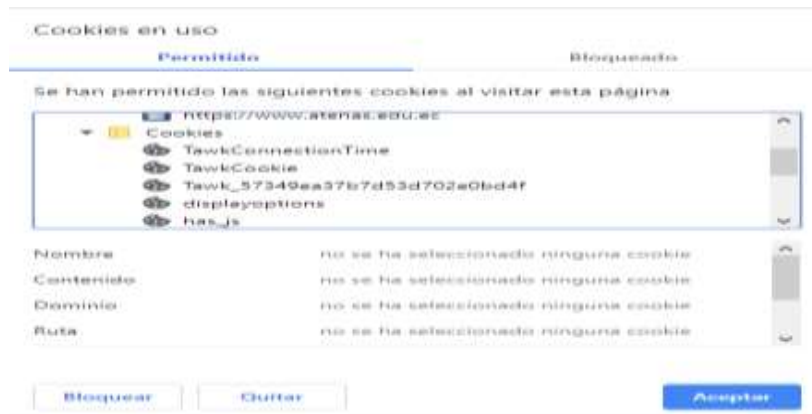 Cookies en uso
Permitido Bloqueado
Se han permitido las siguientes cookies al visitar esta página
https://www.atenas.edu.ec
Cookies
TawkConnectionTime
TawkCookie
Tawk_57349ea37b7d53d702e0bd4f
displayoptions
has_js
Nombre no se ha seleccionado ninguna cookie
Contenido no se ha seleccionado ninguna cookie
Dominio no se ha seleccionado ninguna cookie
Ruta no se ha seleccionado ninguna cookie
Bloquear Quitar Aceptar